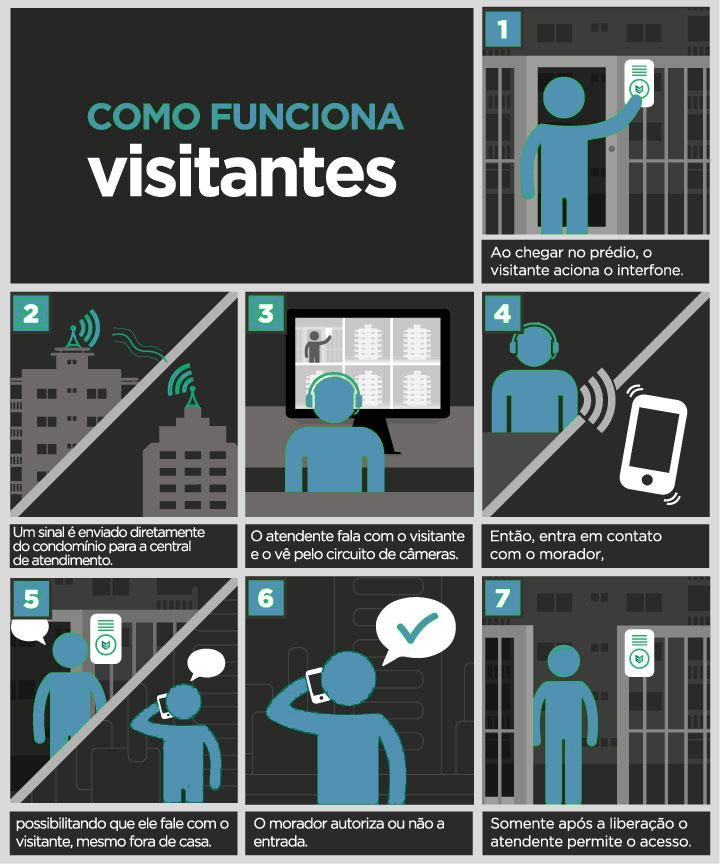 COMO FUNCIONA
visitantes
1
Ao chegar no prédio, o
visitante aciona o interfone.
2
Um sinal é enviado diretamente
do condomínio para a central
de atendimento.
3
O atendente fala com o visitante
e o vê pelo circuito de câmeras.
4
Então, entra em contato
com o morador,
5
possibilitando que ele fale com o
visitante, mesmo fora de casa.
6
O morador autoriza ou não a
entrada.
7
Somente após a liberação o
atendente permite o acesso.